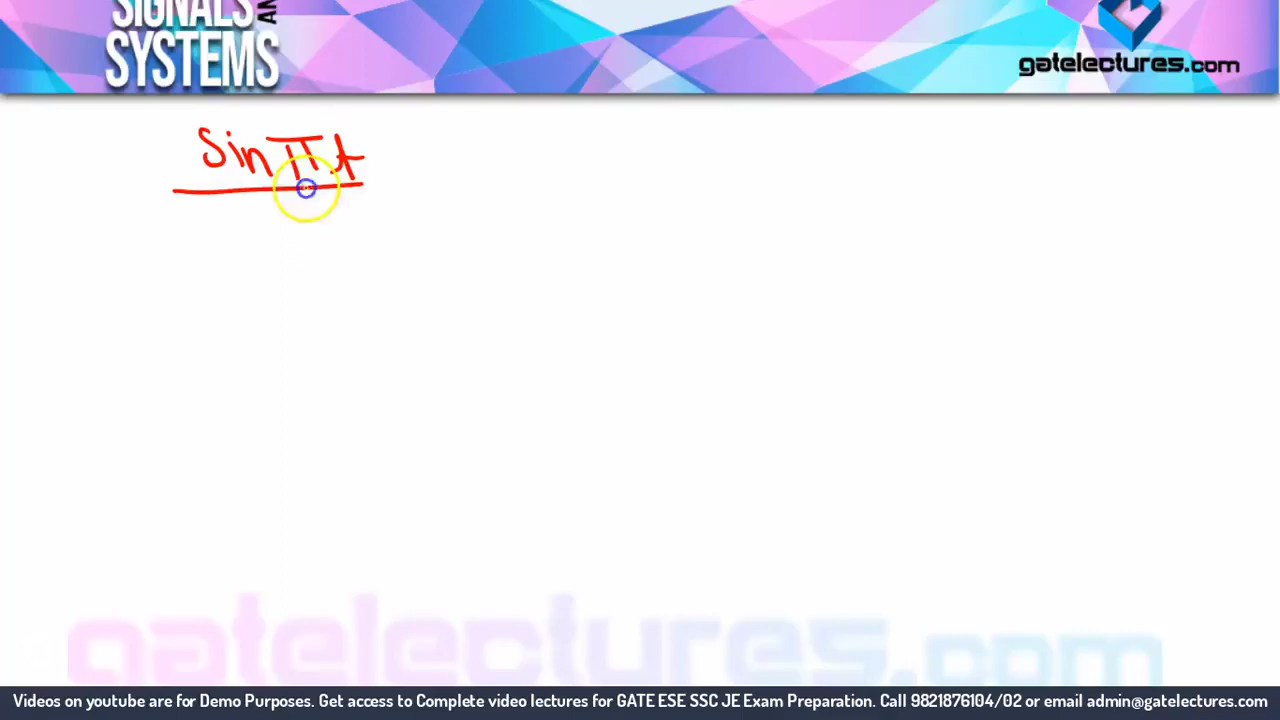 SIGNALS AND
SYSTEMS
gatelectures.com
Sin πt
gatelectures.com
Videos on youtube are for Demo Purposes. Get access to Complete video lectures for GATE ESE SSC JE Exam Preparation. Call 9821876104/02 or email admin@gatelectures.com